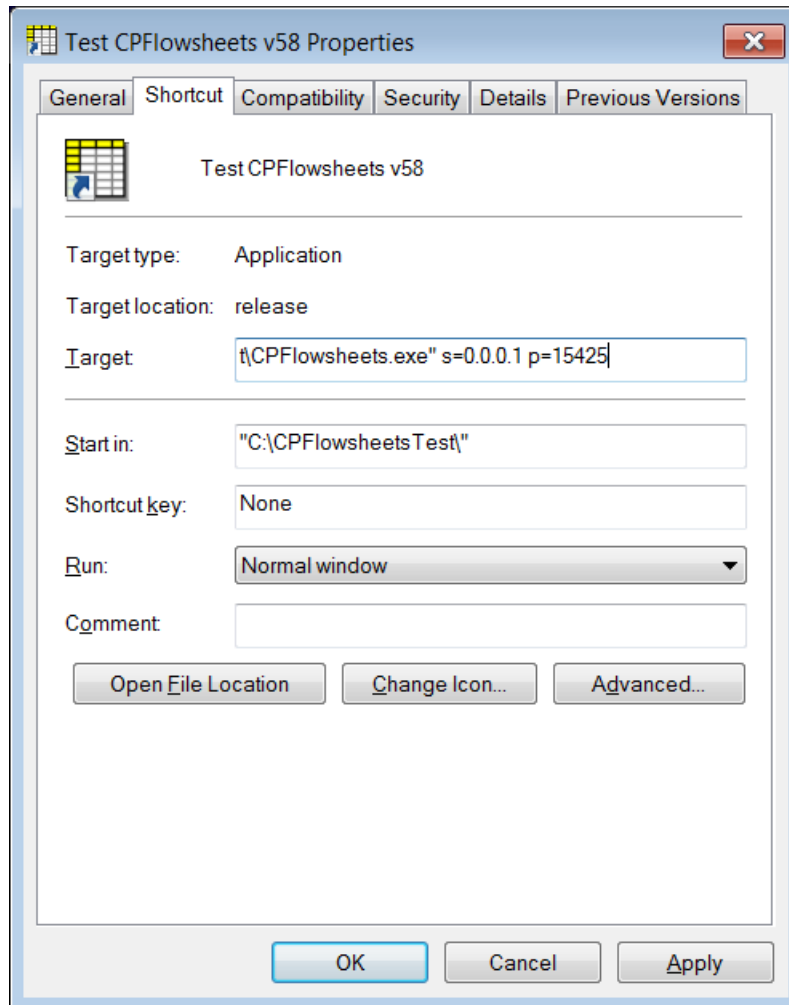 Test CPFlowsheets v58 Properties
General Shortcut Compatibility Security Details Previous Versions
Test CPFlowsheets v58
Target type: Application
Target location: release
Target: t\CPFlowsheets.exe" s=0.0.0.1 p=15425
Start in: "C:\CPFlowsheetsTest\"
Shortcut key: None
Run: Normal window
Comment:
Open File Location Change Icon... Advanced...
OK Cancel Apply